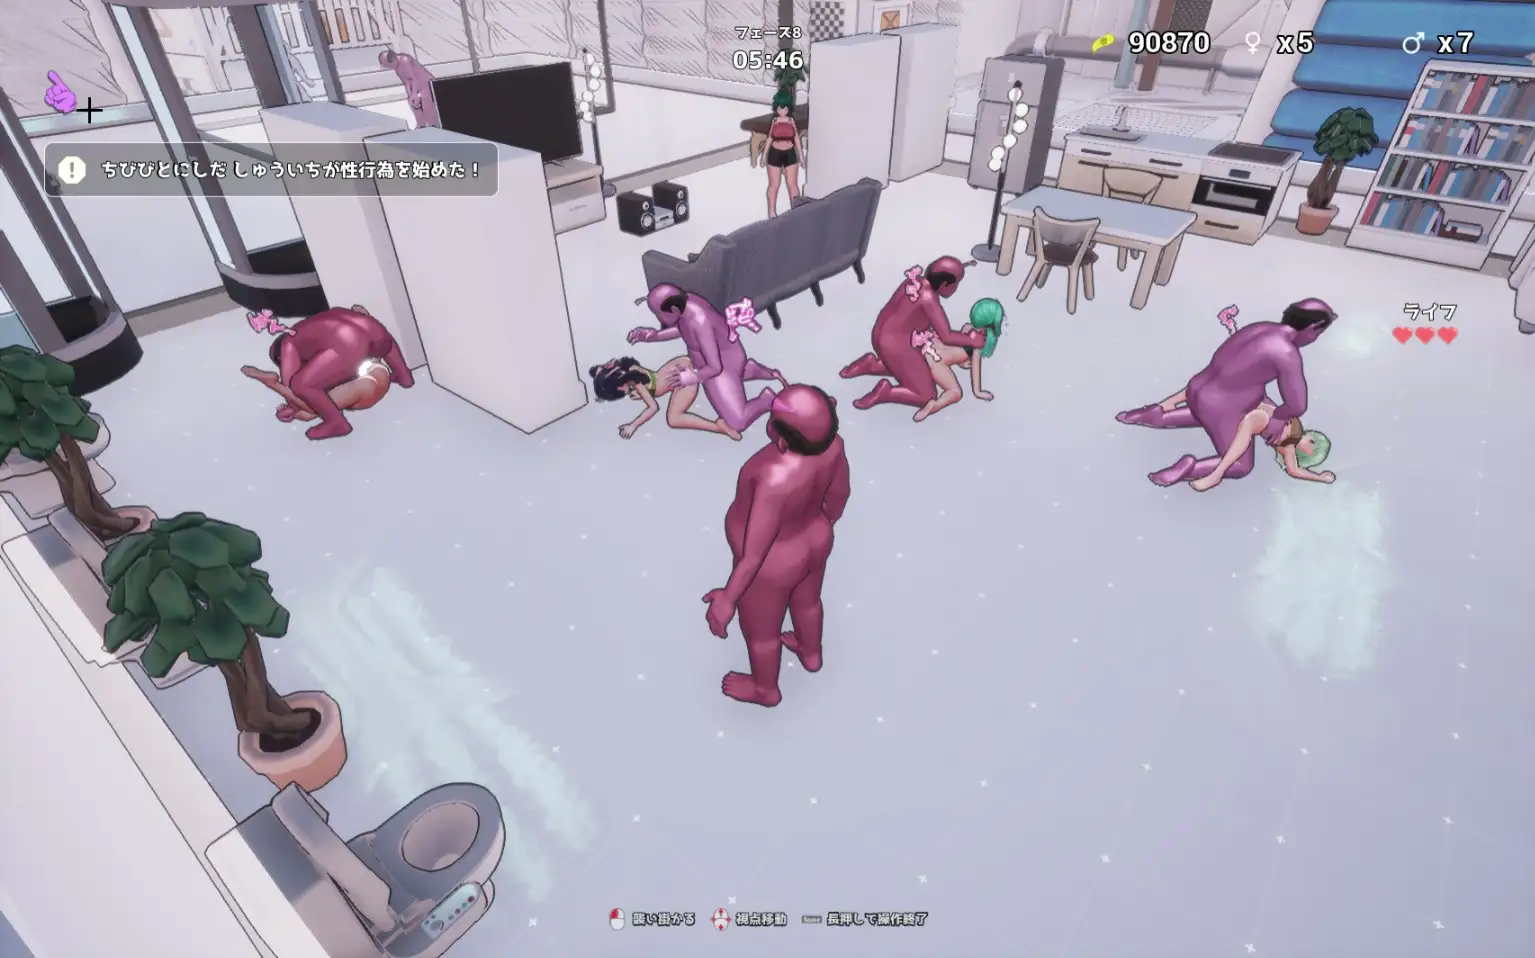 フェーズ8
05:46
90870
♀ x5
♂ x7
! ちびびとにしだ しゅういちが性行為を始めた!
ライフ
襲い掛かる
視点移動
長押しして操作終了